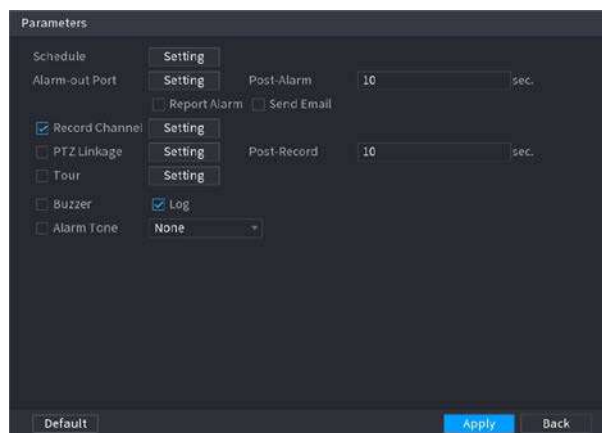 Parameters
Schedule Setting
Alarm-out Port Setting Post-Alarm 10 sec.
Report Alarm Send Email
Record Channel Setting
PTZ Linkage Setting Post-Record 10 sec.
Tour Setting
Buzzer Log
Alarm Tone None
Default Apply Back